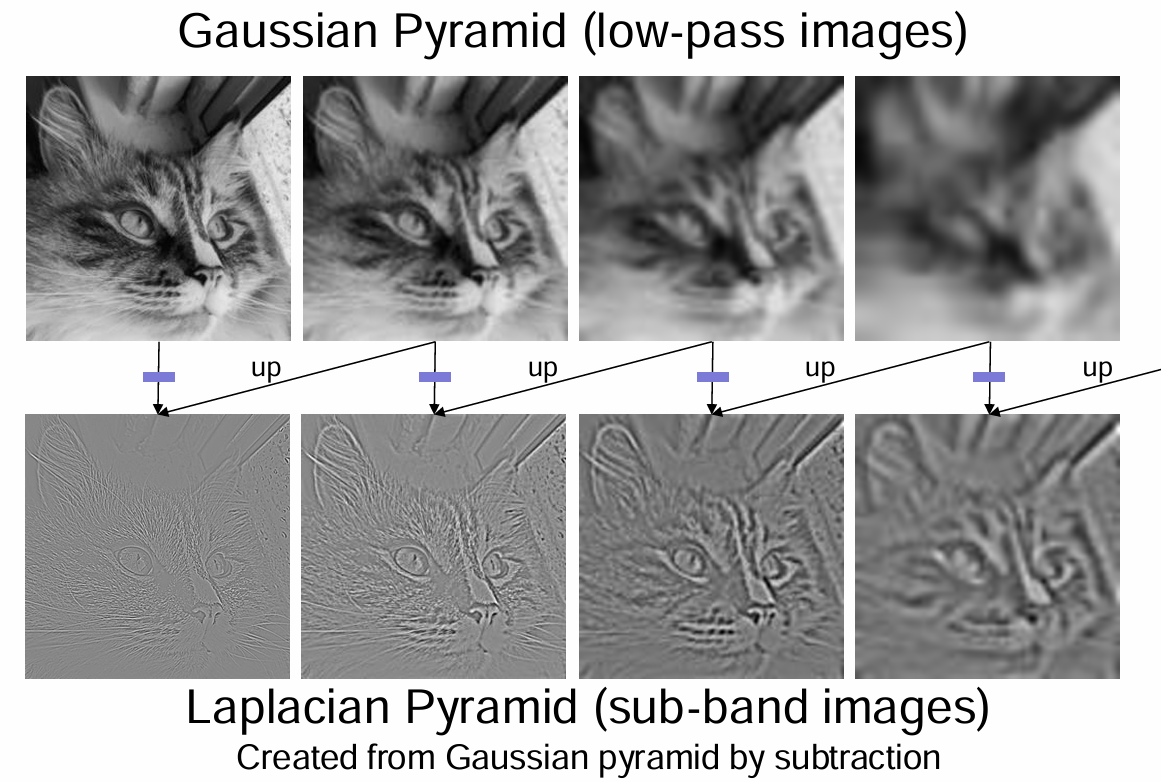 Gaussian Pyramid (low-pass images)
up
up
up
up
Laplacian Pyramid (sub-band images)
Created from Gaussian pyramid by subtraction